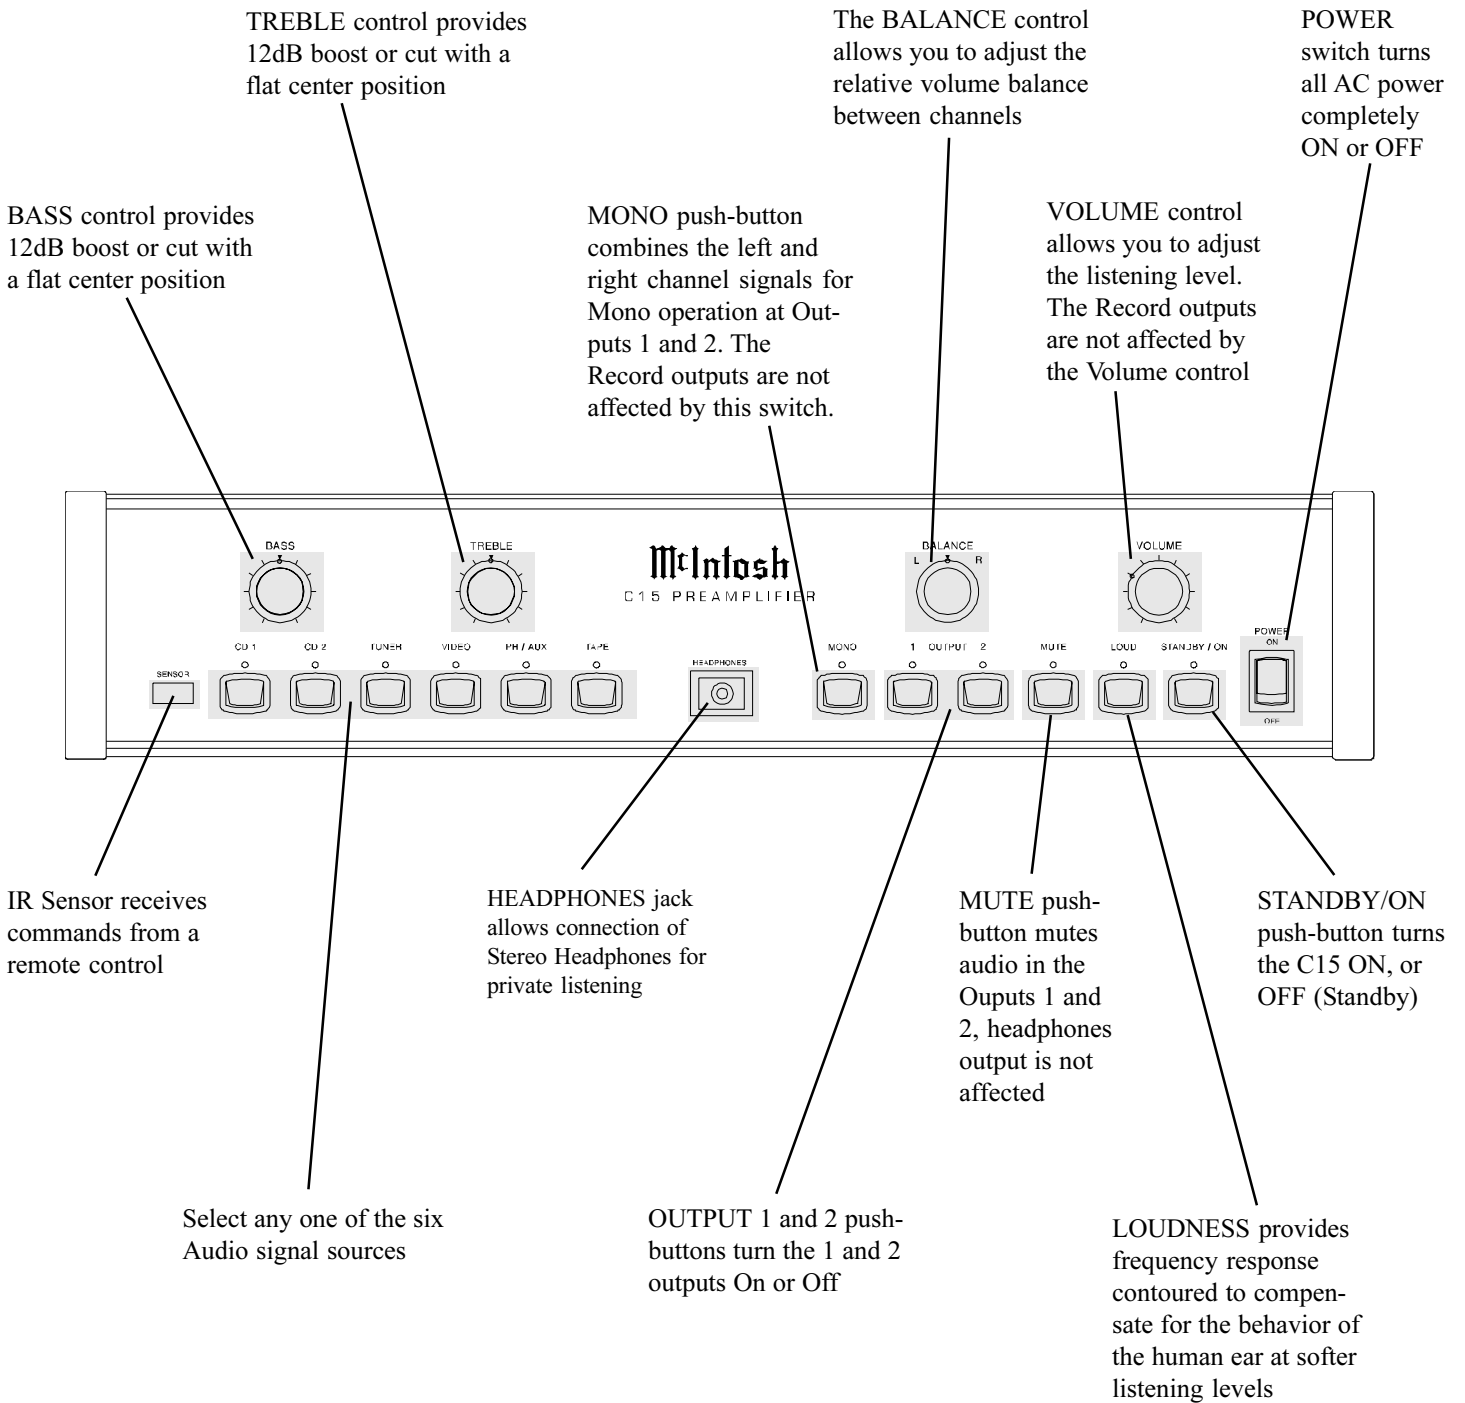 TREBLE control provides
12dB boost or cut with a
flat center position
The BALANCE control
allows you to adjust the
relative volume balance
between channels
POWER
switch turns
all AC power
completely
ON or OFF
BASS control provides
12dB boost or cut with
a flat center position
MONO push-button
combines the left and
right channel signals for
Mono operation at Out-
puts 1 and 2. The
Record outputs are not
affected by this switch.
VOLUME control
allows you to adjust
the listening level.
The Record outputs
are not affected by
the Volume control
BASS
TREBLE
McIntosh
C15 PREAMPLIFIER
BALANCE
L R
VOLUME
POWER
ON
OFF
SENSOR
CD 1 CD 2 TUNER VIDEO PH / AUX TAPE
HEADPHONES
MONO 1 OUTPUT 2 MUTE LOUD STANDBY / ON
IR Sensor receives
commands from a
remote control
HEADPHONES jack
allows connection of
Stereo Headphones for
private listening
MUTE push-
button mutes
audio in the
Ouputs 1 and
2, headphones
output is not
affected
STANDBY/ON
push-button turns
the C15 ON, or
OFF (Standby)
Select any one of the six
Audio signal sources
OUTPUT 1 and 2 push-
buttons turn the 1 and 2
outputs On or Off
LOUDNESS provides
frequency response
contoured to compen-
sate for the behavior of
the human ear at softer
listening levels